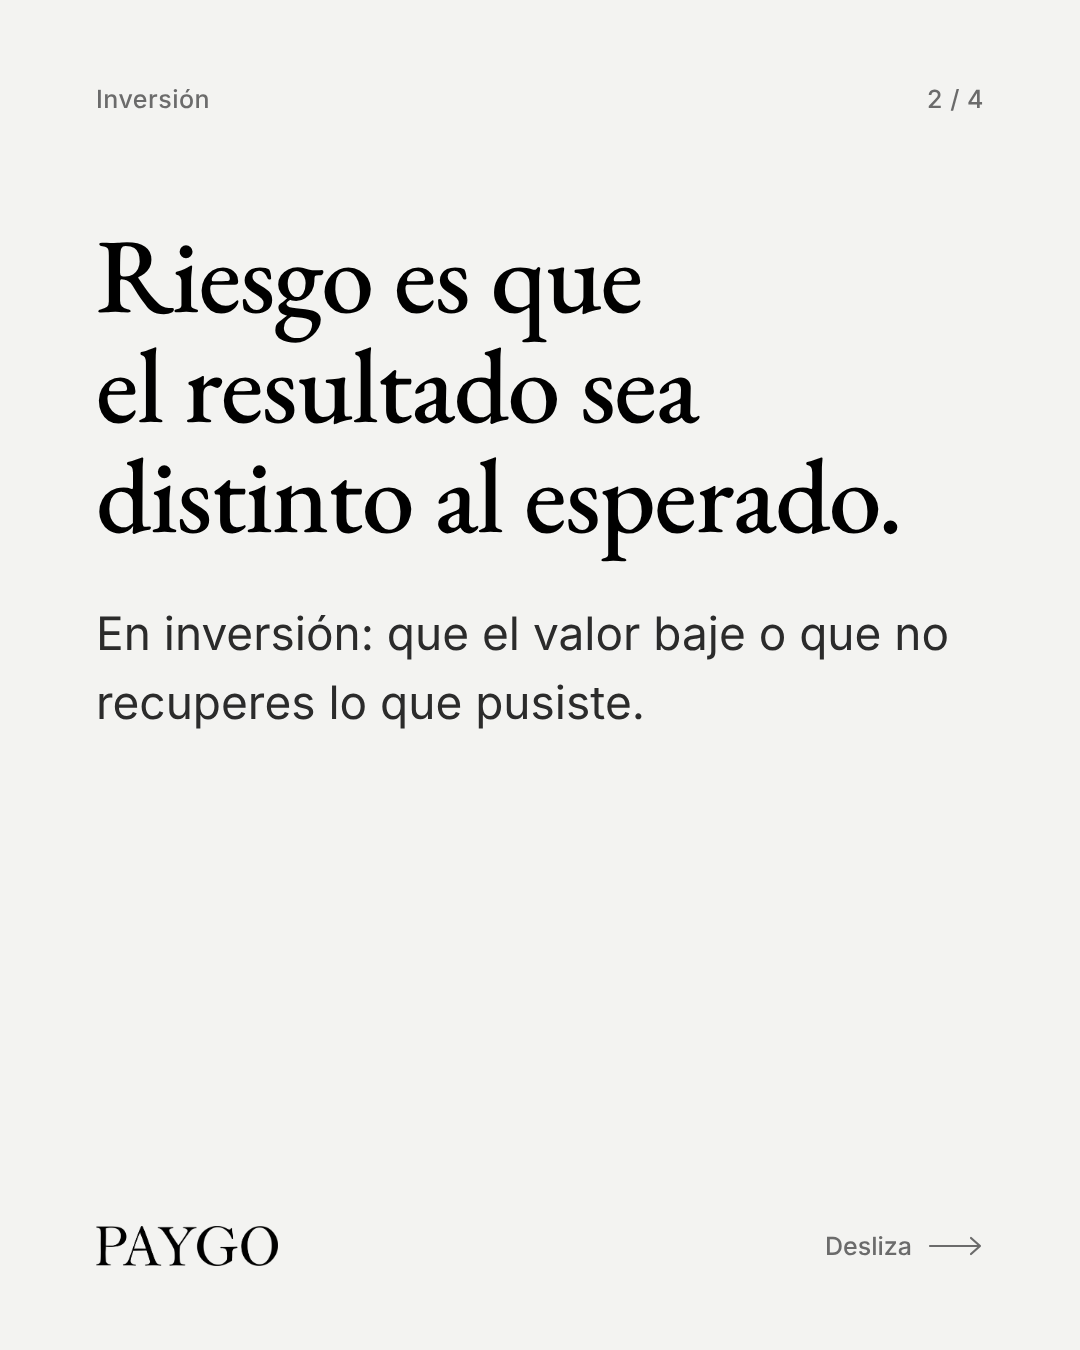 Inversión
2 / 4
Riesgo es que
el resultado sea
distinto al esperado.
En inversión: que el valor baje o que no
recuperes lo que pusiste.
PAYGO
Desliza